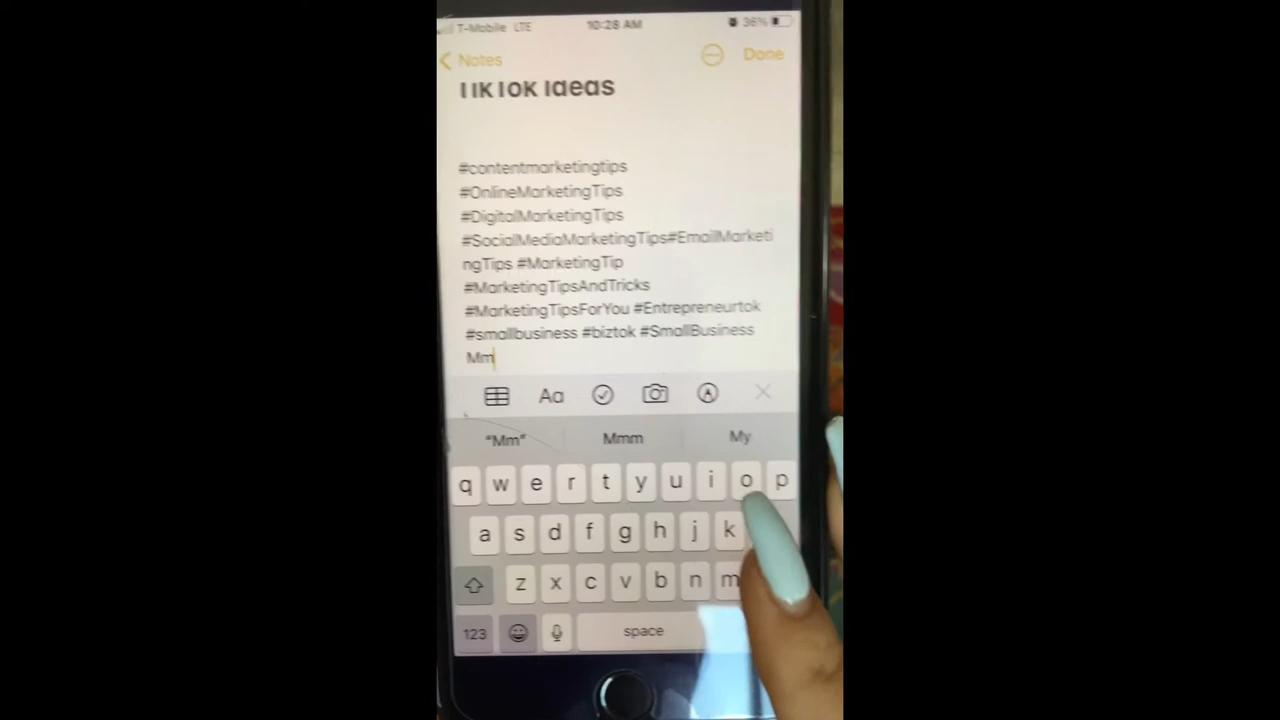 T-Mobile LTE 10:28 AM 36%
Notes Done
TikTok Ideas
#contentmarketingtips
#OnlineMarketingTips
#DigitalMarketingTips
#SocialMediaMarketingTips#EmailMarketi
ngTips #MarketingTip
#MarketingTipsAndTricks
#MarketingTipsForYou #Entrepreneurtok
#smallbusiness #biztok #SmallBusiness
Mm
Aa
"Mm" Mmm My
q w e r t y u i o p
a s d f g h j k
z x c v b n m
123 space